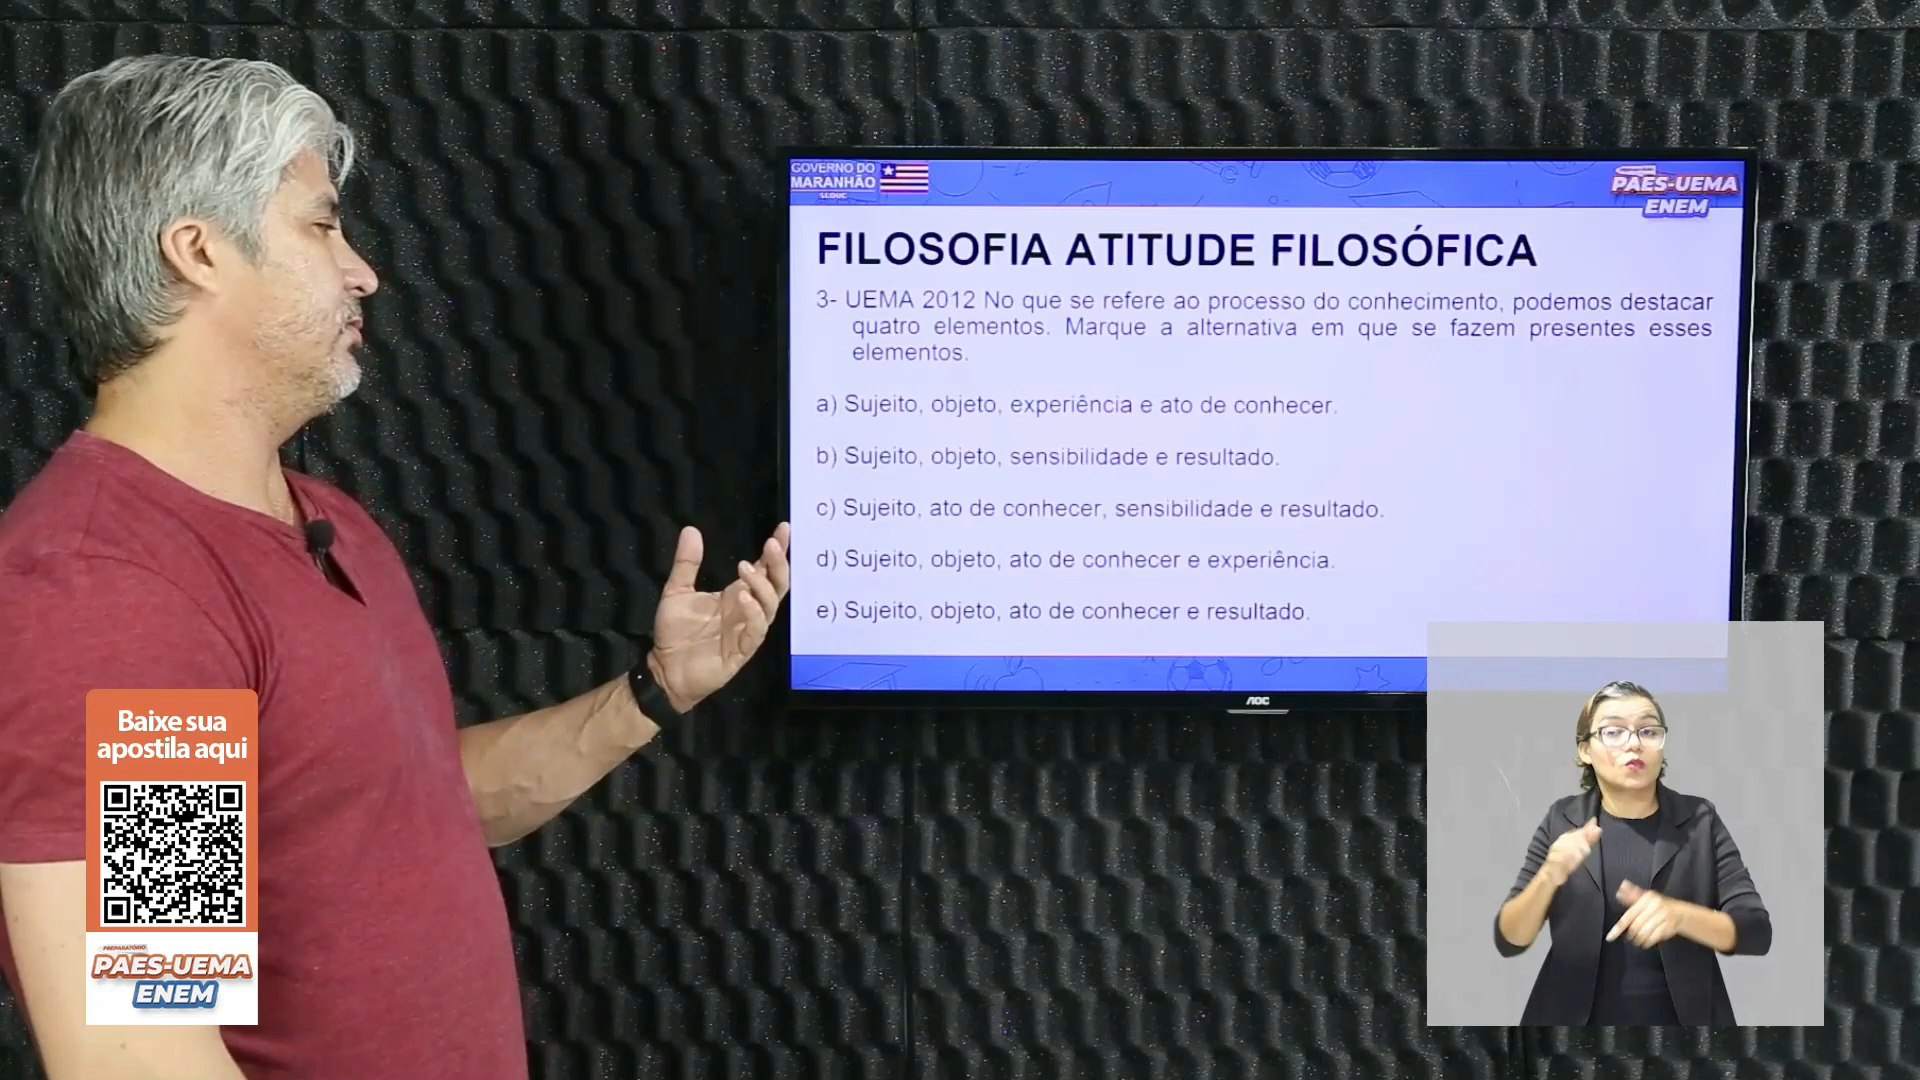 GOVERNO DO
MARANHÃO
SEDUC
PAES-UEMA
ENEM
FILOSOFIA ATITUDE FILOSÓFICA
3- UEMA 2012 No que se refere ao processo do conhecimento, podemos destacar
quatro elementos. Marque a alternativa em que se fazem presentes esses
elementos.
a) Sujeito, objeto, experiência e ato de conhecer.
b) Sujeito, objeto, sensibilidade e resultado.
c) Sujeito, ato de conhecer, sensibilidade e resultado.
d) Sujeito, objeto, ato de conhecer e experiência.
e) Sujeito, objeto, ato de conhecer e resultado.
AOC
Baixe sua
apostila aqui
PREPARATÓRIO
PAES-UEMA
ENEM